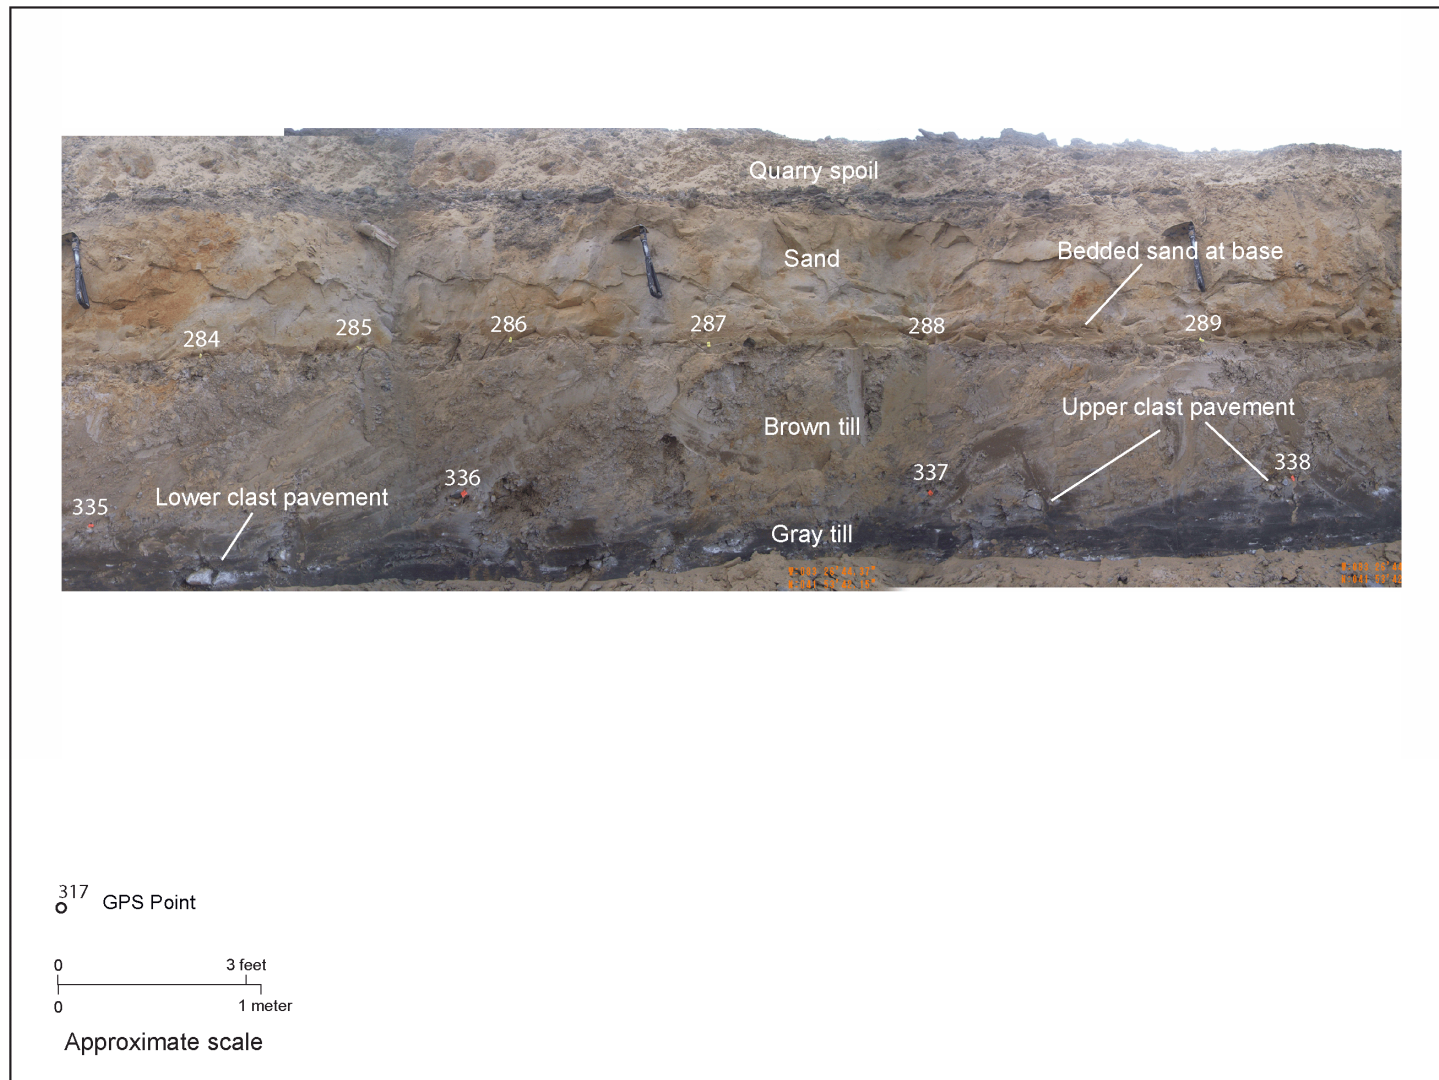 Quarry spoil
Sand
Bedded sand at base
284
285
286
287
288
289
Upper clast pavement
Brown till
335
336
337
338
Lower clast pavement
Gray till
317
GPS Point
0
3 feet
0
1 meter
Approximate scale